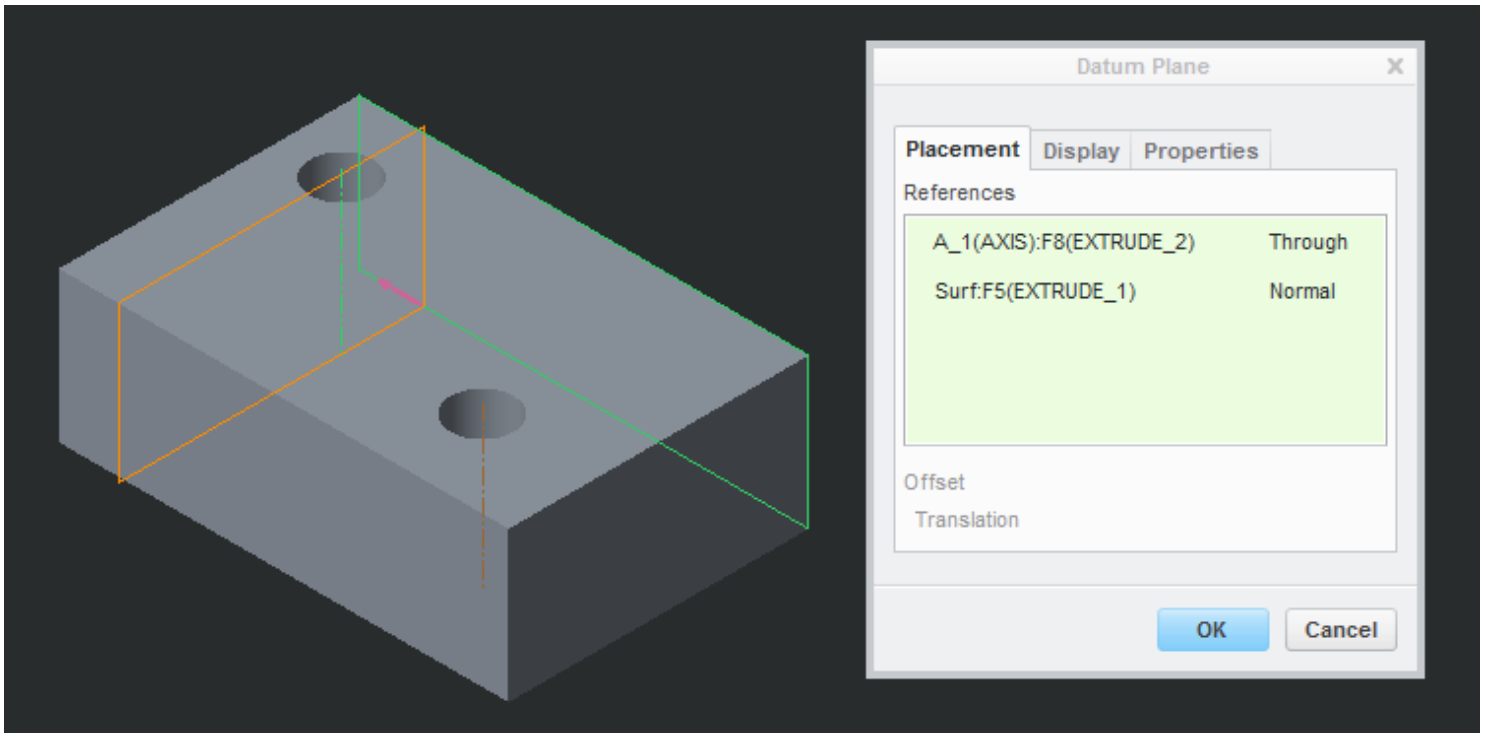 Datum Plane X
Placement Display Properties
References
A_1(AXIS):F8(EXTRUDE_2) Through
Surf:F5(EXTRUDE_1) Normal
Offset
Translation
OK Cancel